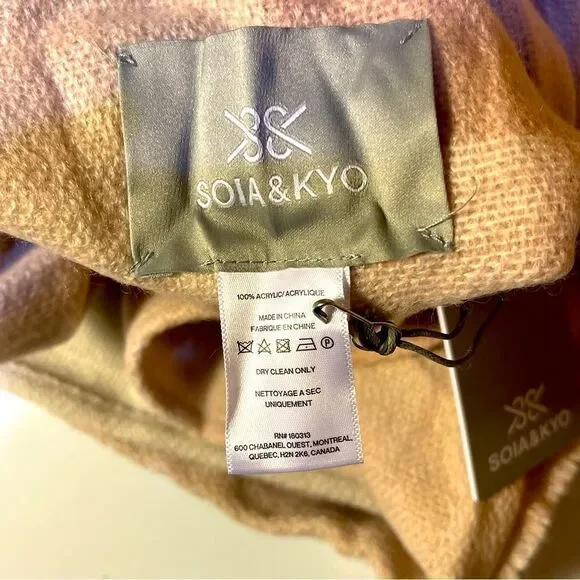 SOIA&KYO
100% ACRYLIC/ACRYLIQUE
MADE IN CHINA
FABRIQUE EN CHINE
DRY CLEAN ONLY
NETTOYAGE A SEC
UNIQUEMENT
RN# 160313
600 CHABANEL OUEST, MONTREAL,
QUEBEC, H2N 2K6, CANADA
SOIA&KYO